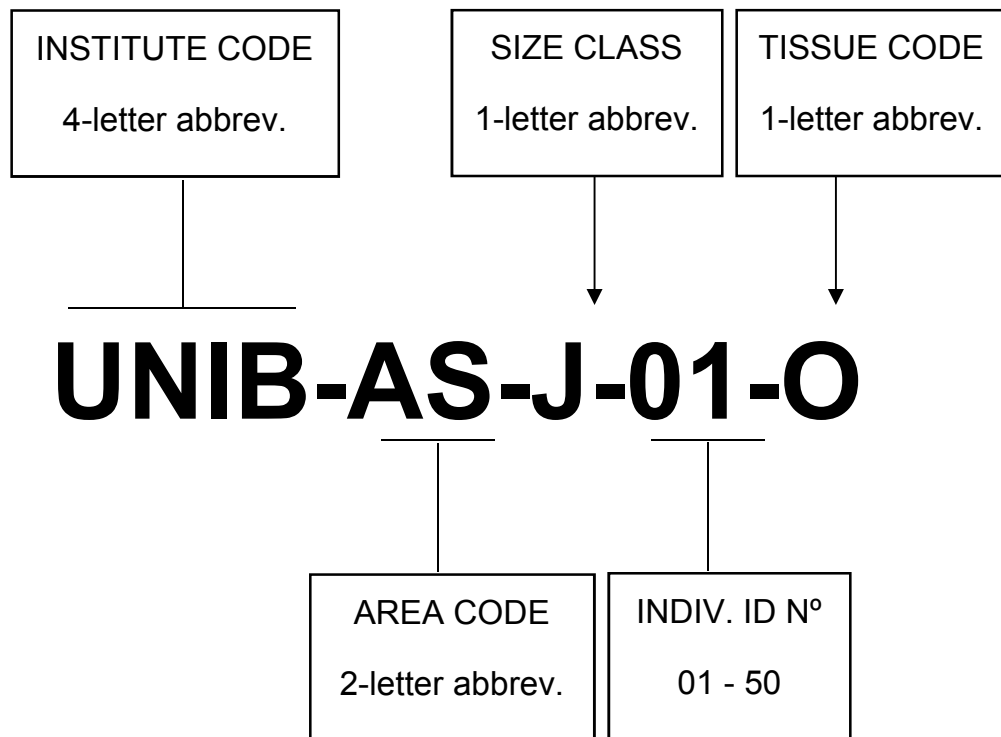 INSTITUTE CODE
4-letter abbrev.
SIZE CLASS
1-letter abbrev.
TISSUE CODE
1-letter abbrev.
UNIB-AS-J-01-O
AREA CODE
2-letter abbrev.
INDIV. ID Nº
01 - 50